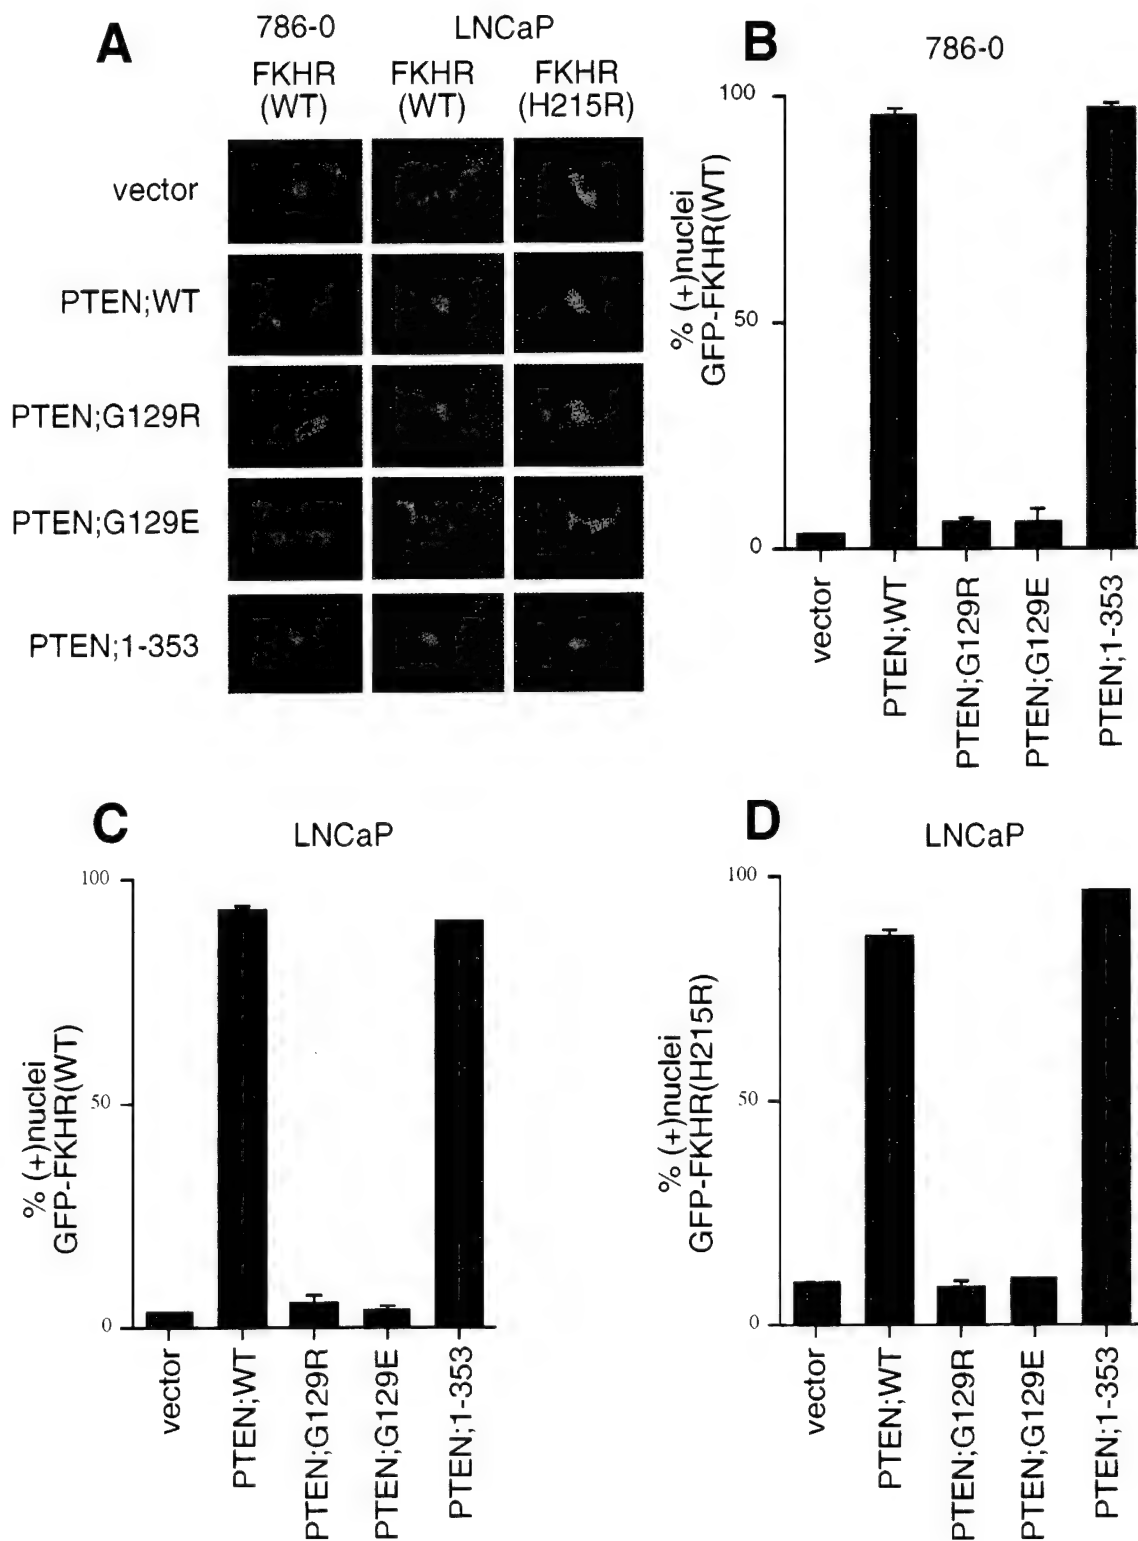 A
786-0
LNCaP
FKHR
(WT)
FKHR
(WT)
FKHR
(H215R)
vector
PTEN;WT
PTEN;G129R
PTEN;G129E
PTEN;1-353
B
786-0
% (+)nuclei
GFP-FKHR(WT)
100
50
0
vector
PTEN;WT
PTEN;G129R
PTEN;G129E
PTEN;1-353
C
LNCaP
% (+)nuclei
GFP-FKHR(WT)
100
50
0
vector
PTEN;WT
PTEN;G129R
PTEN;G129E
PTEN;1-353
D
LNCaP
% (+)nuclei
GFP-FKHR(H215R)
100
50
0
vector
PTEN;WT
PTEN;G129R
PTEN;G129E
PTEN;1-353